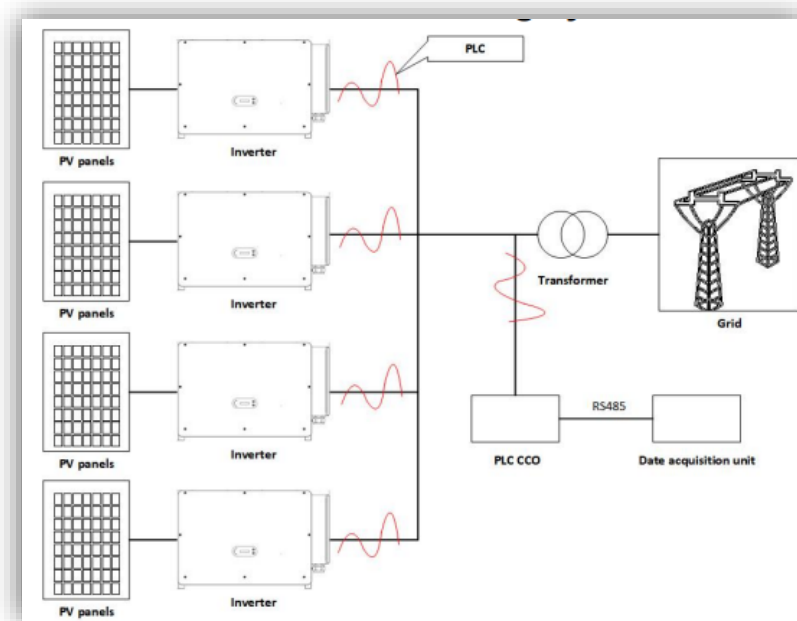 PLC
PV panels
Inverter
PV panels
Inverter
Transformer
Grid
PV panels
Inverter
RS485
PLC CCO
Date acquisition unit
PV panels
Inverter